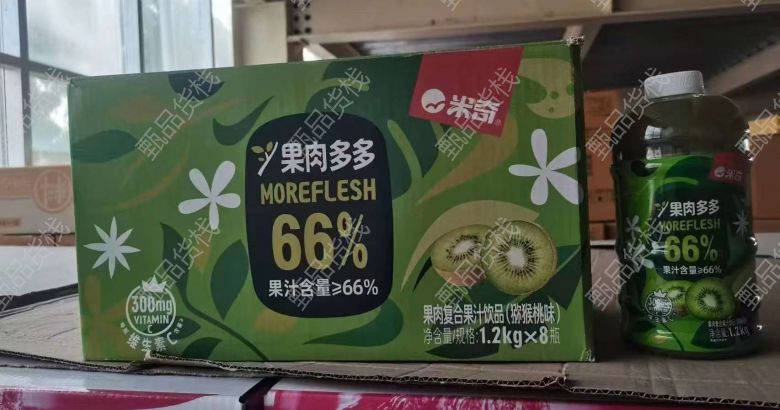 米奇
果肉多多
MOREFLESH
66%
果汁含量≥66%
300mg
VITAMIN
C
维生素C
果肉复合果汁饮品(猕猴桃味)
净含量/规格:1.2kg×8瓶
米奇
果肉多多
MOREFLESH
66%
果汁含量≥66%
甄品货栈